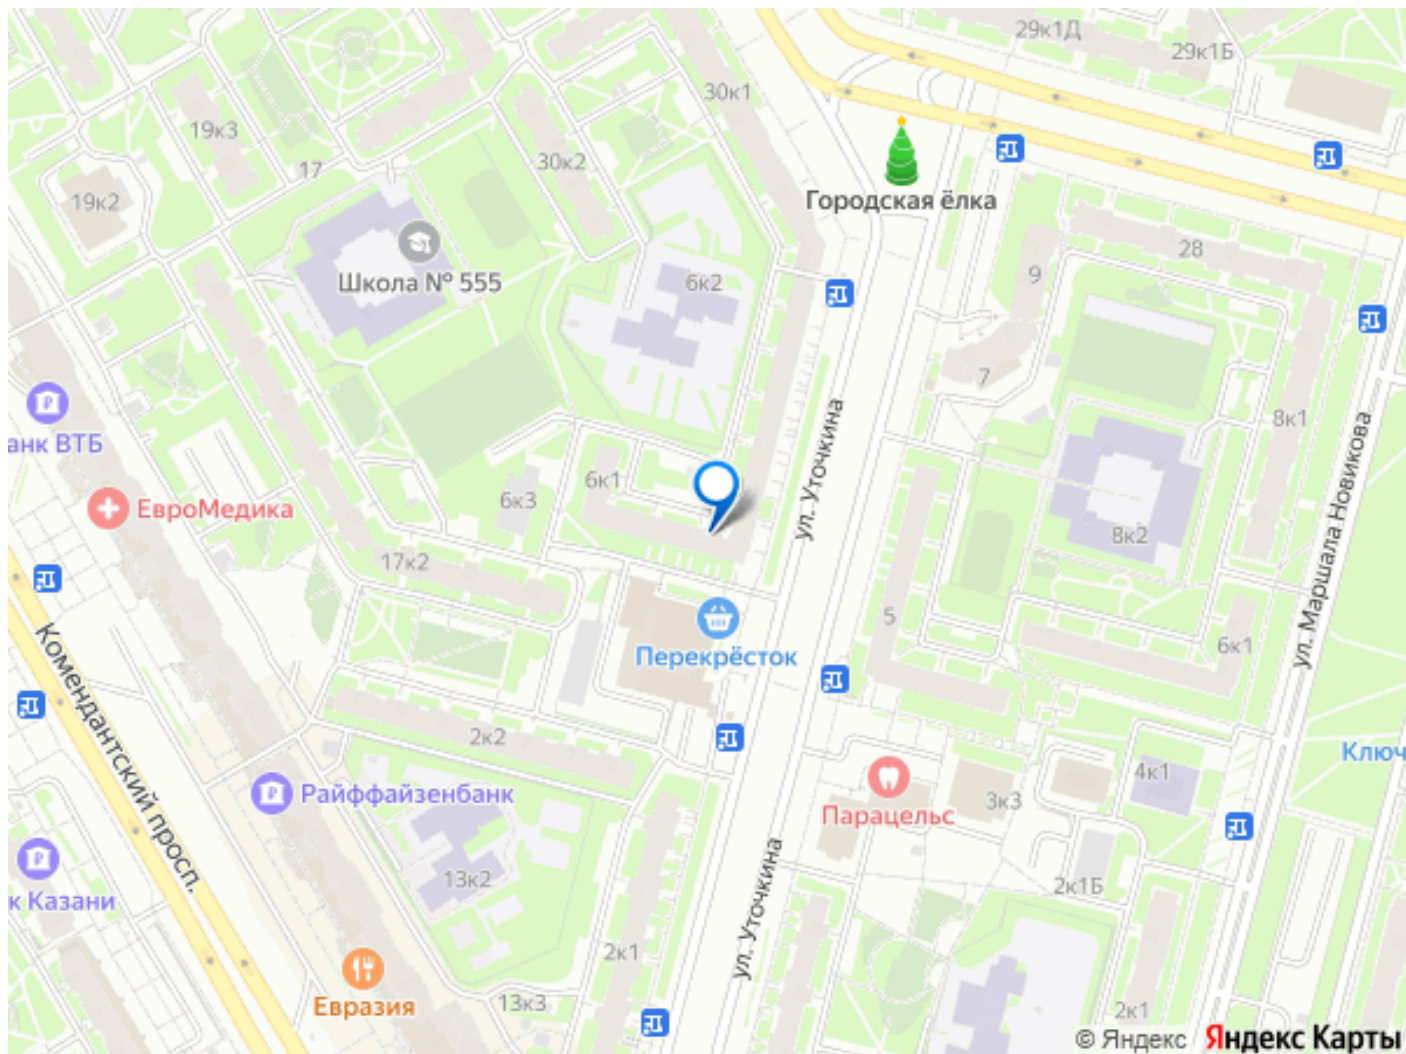 29к1Д
29к1Б
30к1
19к3
30к2
17
19к2
Городская ёлка
Школа № 555
6к2
9
28
7
анк ВТБ
8к1
ул. Уточкина
6к1
6к3
ЕвроМедика
8к2
17к2
ул. Маршала Новикова
5
6к1
Перекрёсток
Комендантский просп.
2к2
Ключ
4к1
Райффайзенбанк
3к3
Парацельс
13к2
2к1Б
к Казани
ул. Уточкина
2к1
13к3
Евразия
2к1
© Яндекс Яндекс Карты